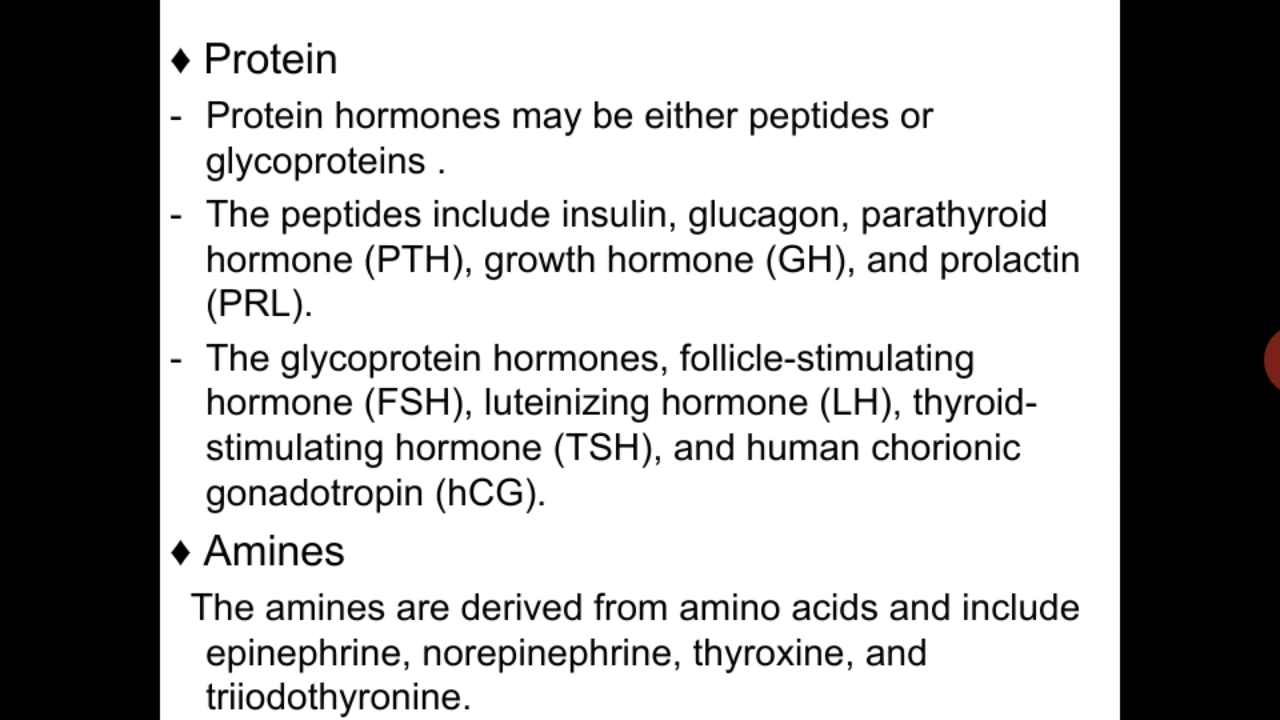 ♦ Protein
- Protein hormones may be either peptides or
glycoproteins .
- The peptides include insulin, glucagon, parathyroid
hormone (PTH), growth hormone (GH), and prolactin
(PRL).
- The glycoprotein hormones, follicle-stimulating
hormone (FSH), luteinizing hormone (LH), thyroid-
stimulating hormone (TSH), and human chorionic
gonadotropin (hCG).
♦ Amines
The amines are derived from amino acids and include
epinephrine, norepinephrine, thyroxine, and
triiodothyronine.